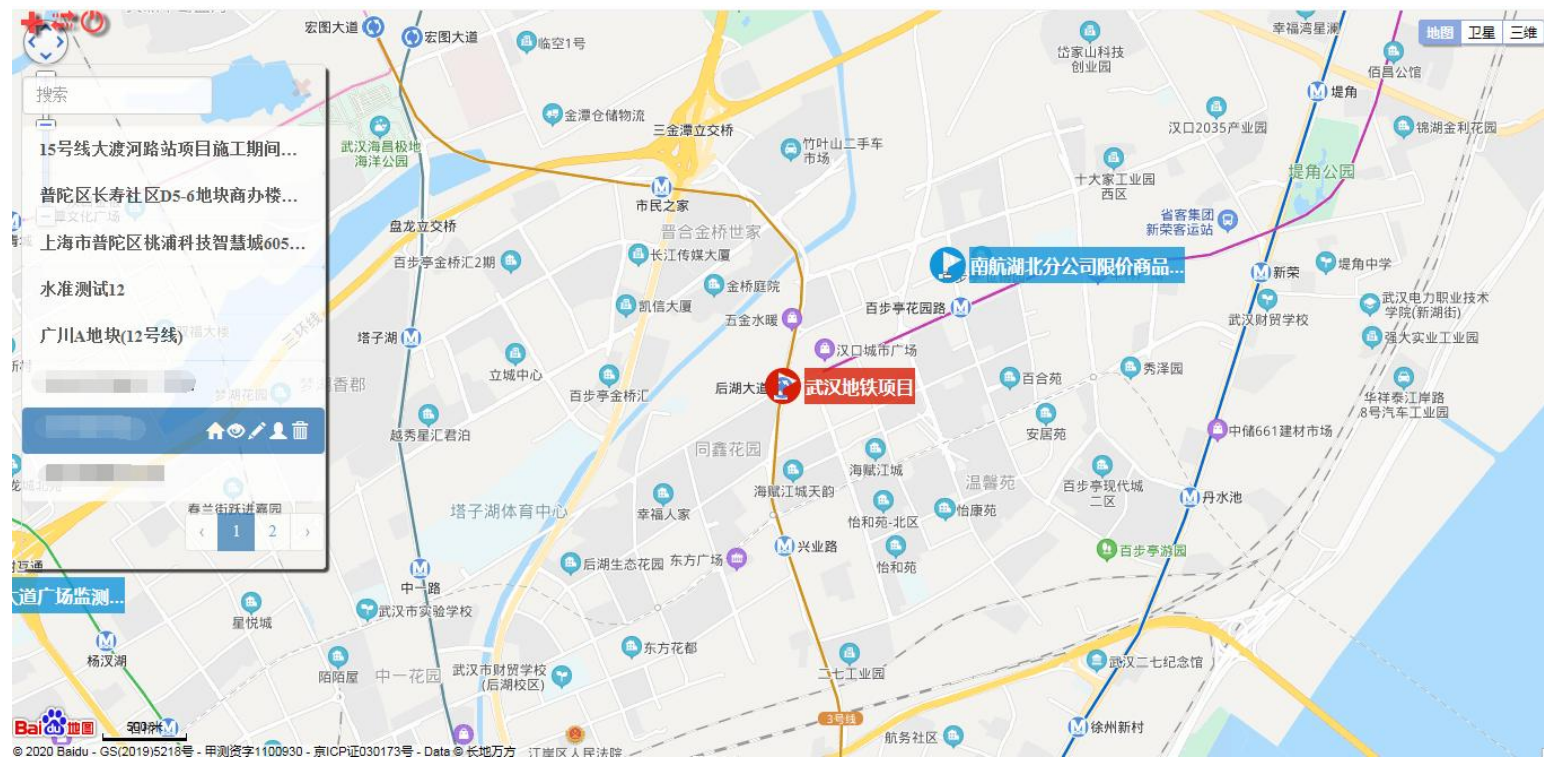 宏图大道
宏图大道
临空1号
岱家山科技
创业园
幸福湾星澜
地图
卫星
三维
佰昌公馆
搜索
堤角
金潭仓储物流
三金潭立交桥
汉口2035产业园
锦湖金利花园
15号线大渡河路站项目施工期间...
武汉海昌极地
海洋公园
竹叶山二手车
市场
十大家工业园
西区
堤角公园
普陀区长寿社区D5-6地块商办楼...
市民之家
省客集团
新荣客运站
盘龙立交桥
晋合金桥世家
上海市普陀区桃浦科技智慧城605...
百步亭金桥汇2期
长江传媒大厦
南航湖北分公司限价商品...
新荣
堤角中学
水准测试12
金桥庭院
凯信大厦
五金水暖
百步亭花园路
武汉财贸学校
武汉电力职业技术
学院(新湖街)
强大实业工业园
广川A地块(12号线)
三环线
塔子湖
汉口城市广场
立城中心
秀泽园
百合苑
百步亭金桥汇
后湖大道
武汉地铁项目
华祥泰江岸路
8号汽车工业园
梦湖花园
越秀星汇君泊
安居苑
中储661建材市场
同鑫花园
海赋江城
海赋江城天韵
温馨苑
百步亭现代城
二区
丹水池
春兰街跃进嘉园
塔子湖体育中心
幸福人家
怡和苑-北区
怡康苑
‹
1
2
›
兴业路
百步亭游园
后湖生态花园
东方广场
怡和苑
中一路
大道广场监测...
星悦城
武汉市实验学校
杨汊湖
东方花都
陌陌屋
中一花园
武汉市财贸学校
(后湖校区)
二七工业园
武汉二七纪念馆
3号线
徐州新村
航务社区
Bai du 地图
© 2020 Baidu - GS(2019)5218号 - 甲测资字1100930 - 京ICP证030173号 - Data © 长地万方
江岸区人民法院